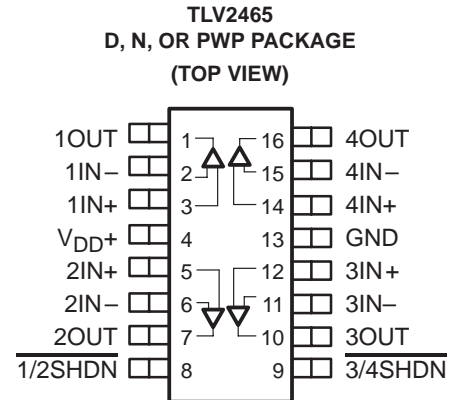 TLV2465
D, N, OR PWP PACKAGE
(TOP VIEW)
1OUT 1 16 4OUT
1IN− 2 15 4IN−
1IN+ 3 14 4IN+
VDD+ 4 13 GND
2IN+ 5 12 3IN+
2IN− 6 11 3IN−
2OUT 7 10 3OUT
1/2SHDN 8 9 3/4SHDN